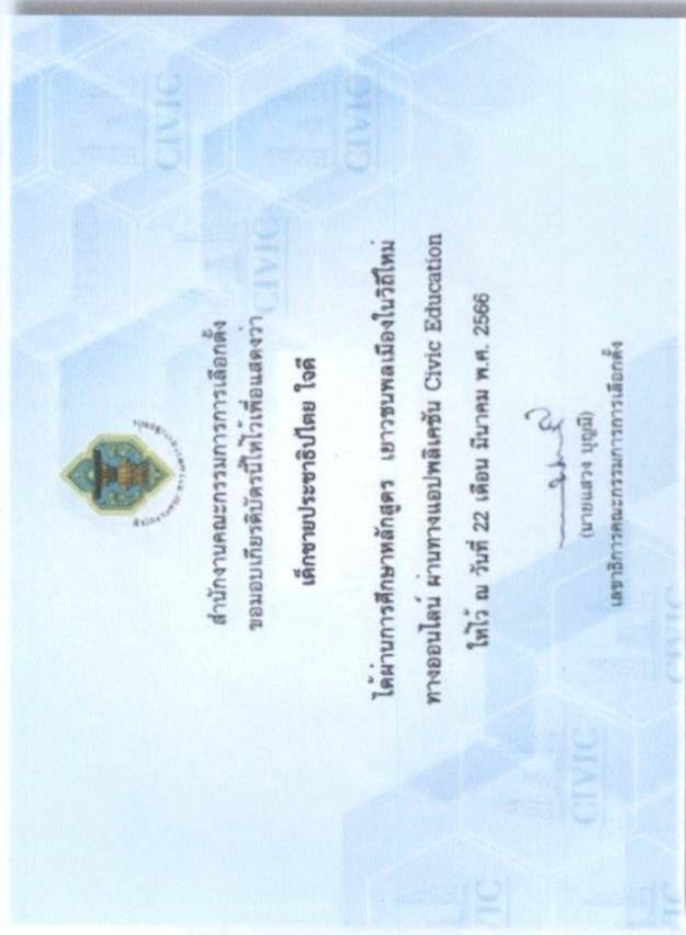 สำนักงานคณะกรรมการการเลือกตั้ง
ขอมอบเกียรติบัตรนี้ให้ไว้เพื่อแสดงว่า
เด็กชายประชาธิปไตย ใจดี
ได้ผ่านการศึกษาหลักสูตร เยาวชนพลเมืองในวิถีใหม่
ทางออนไลน์ ผ่านทางแอปพลิเคชัน Civic Education
ให้ไว้ ณ วันที่ 22 เดือน มีนาคม พ.ศ. 2566
(นายแสวง บุญมี)
เลขาธิการคณะกรรมการการเลือกตั้ง
CIVIC
CIVIC
CIVIC
CIVIC
CIVIC